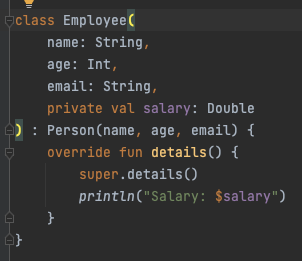 class Employee(
    name: String,
    age: Int,
    email: String,
    private val salary: Double
) : Person(name, age, email) {
    override fun details() {
        super.details()
        println("Salary: $salary")
    }
}